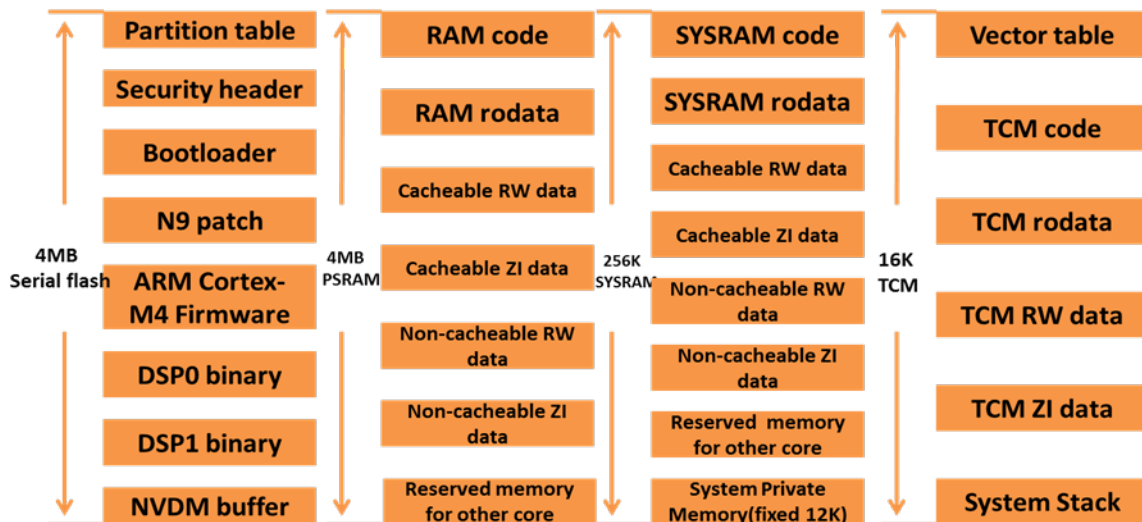 4MB
Serial flash
Partition table
Security header
Bootloader
N9 patch
ARM Cortex-
M4 Firmware
DSP0 binary
DSP1 binary
NVDM buffer
4MB
PSRAM
RAM code
RAM rodata
Cacheable RW data
Cacheable ZI data
Non-cacheable RW
data
Non-cacheable ZI
data
Reserved memory
for other core
256K
SYSRAM
SYSRAM code
SYSRAM rodata
Cacheable RW data
Cacheable ZI data
Non-cacheable RW
data
Non-cacheable ZI
data
Reserved memory
for other core
System Private
Memory(fixed 12K)
16K
TCM
Vector table
TCM code
TCM rodata
TCM RW data
TCM ZI data
System Stack